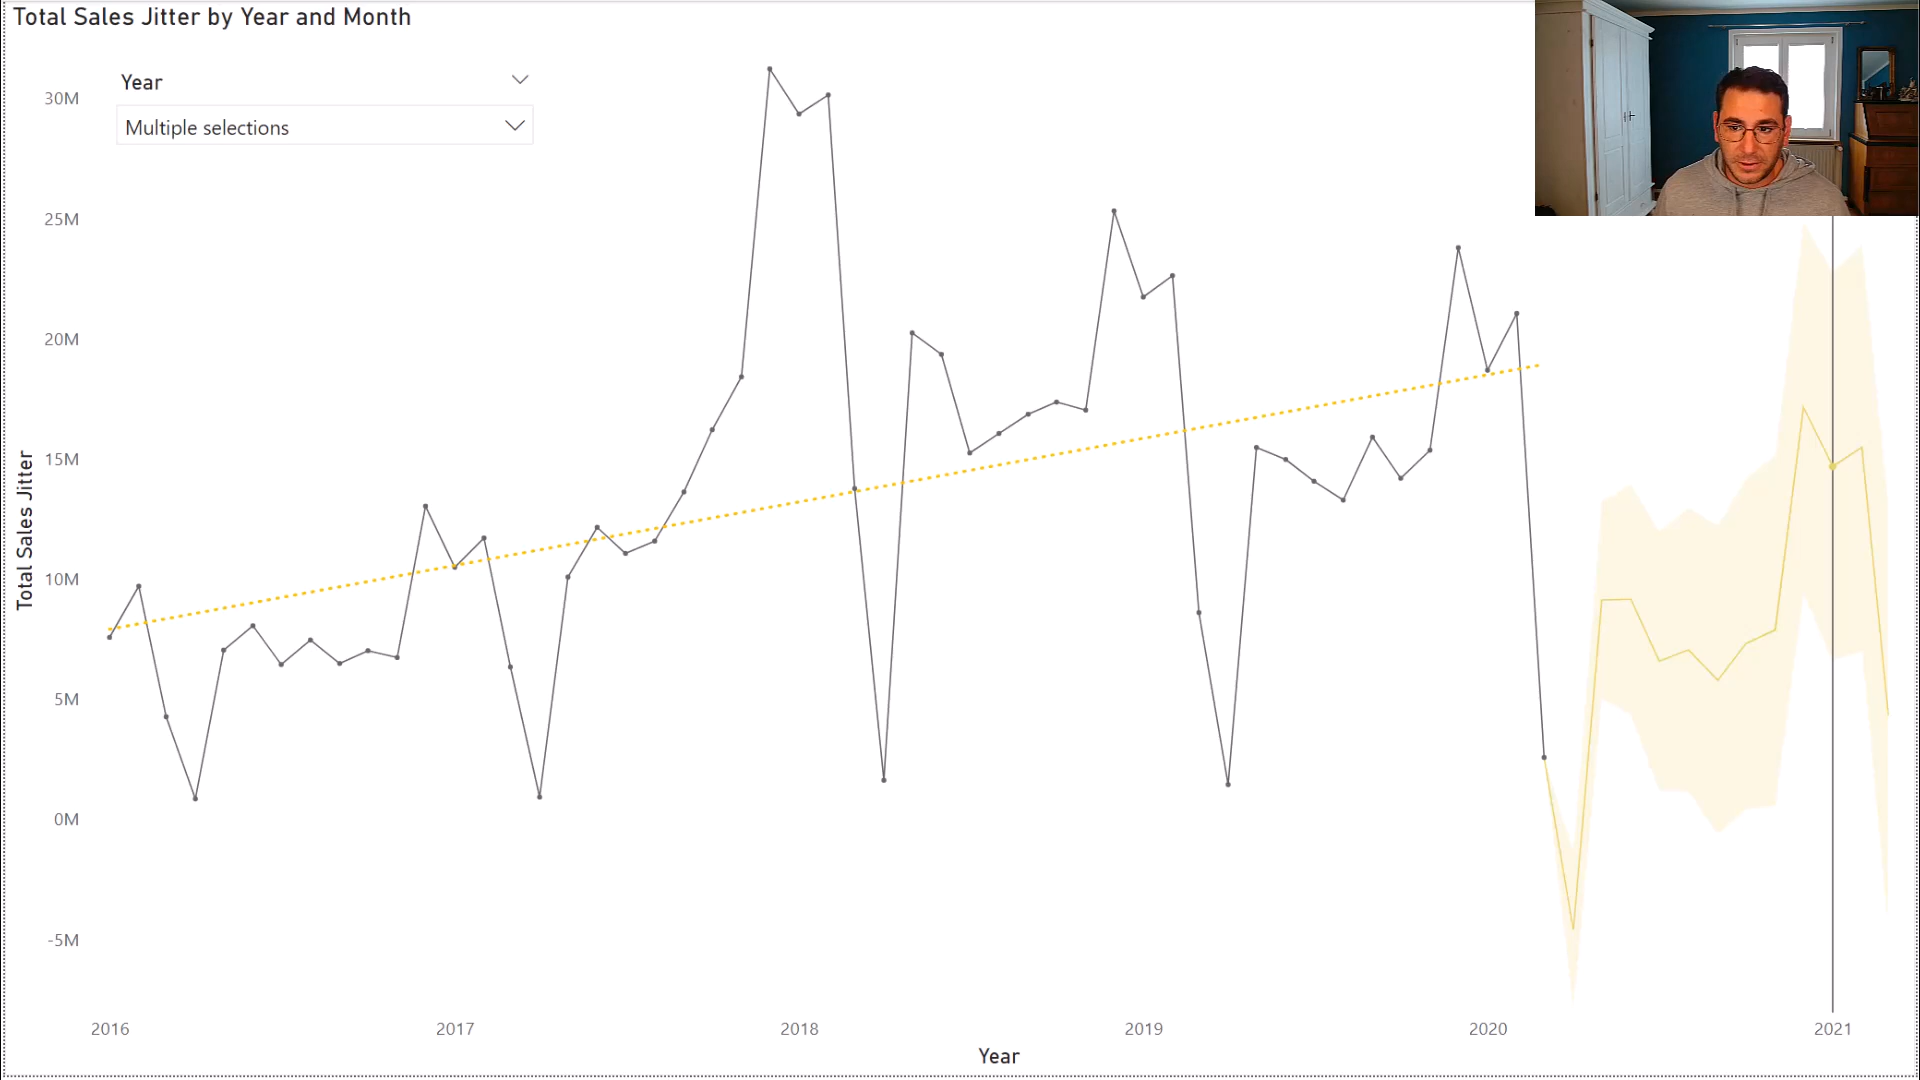 Total Sales Jitter by Year and Month
Year
Multiple selections
30M
25M
20M
15M
10M
5M
0M
-5M
Total Sales Jitter
2016
2017
2018
2019
2020
2021
Year